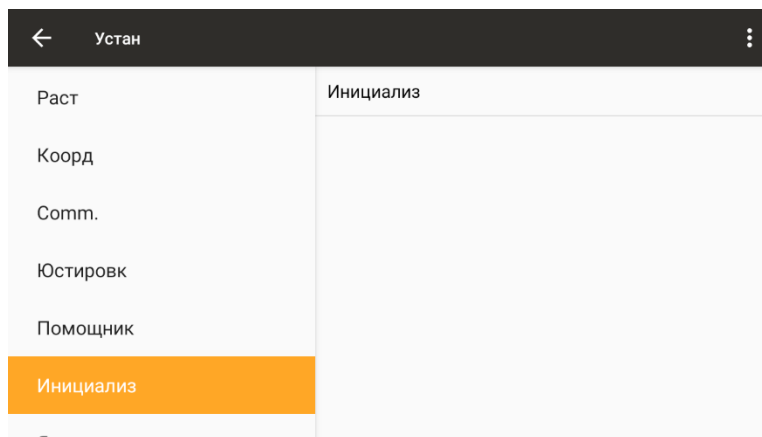 Устан
Раст
Коорд
Comm.
Юстировк
Помощник
Инициализ
Инициализ